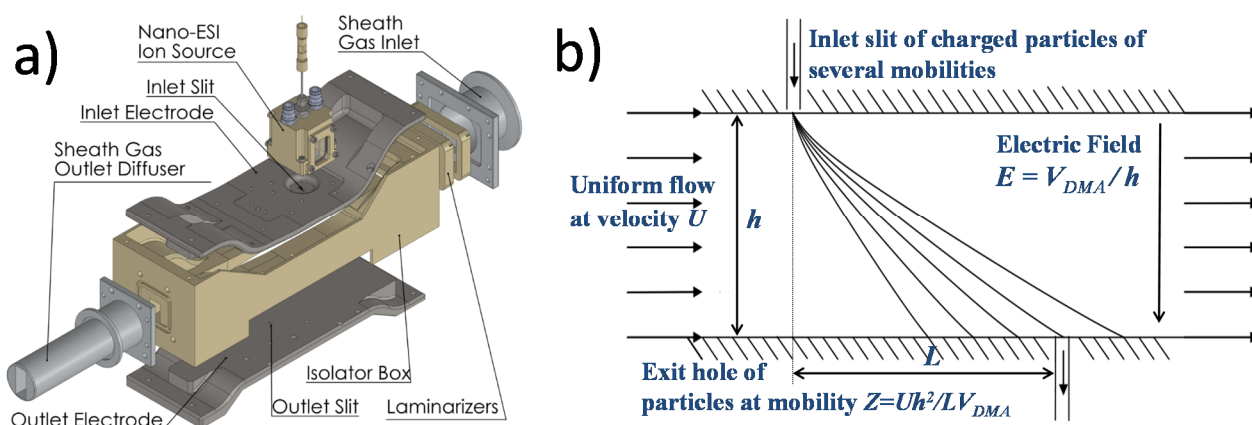 a)
Nano-ESI
Ion Source
Inlet Slit
Inlet Electrode
Sheath Gas
Outlet Diffuser
Sheath
Gas Inlet
Isolator Box
Outlet Slit
Laminarizers
Outlet Electrode
b)
Inlet slit of charged particles of
several mobilities
Electric Field
E = V_DMA / h
Uniform flow
at velocity U
h
L
Exit hole of
particles at mobility Z=Uh²/LV_DMA